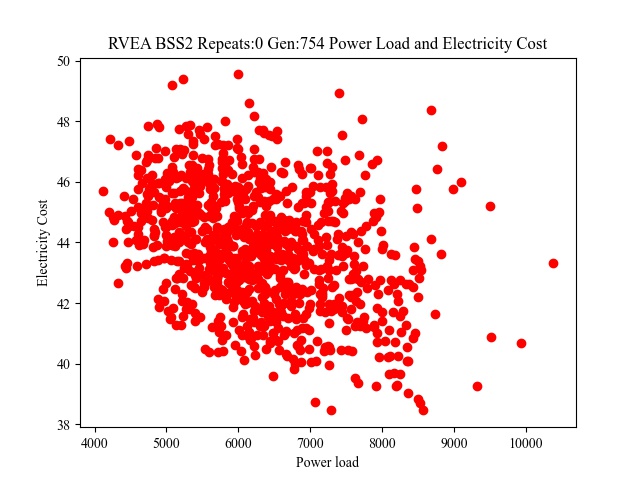 RVEA BSS2 Repeats:0 Gen:754 Power Load and Electricity Cost
50
48
46
44
42
40
38
Electricity Cost
4000 5000 6000 7000 8000 9000 10000
Power load